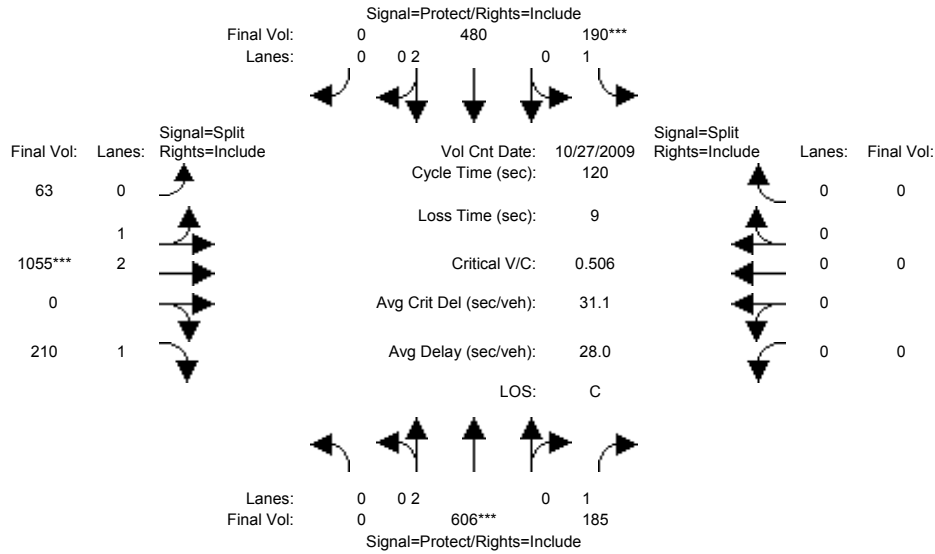 Signal=Protect/Rights=Include
Final Vol: 0 480 190***
Lanes: 0 0 2 0 1
Signal=Split Signal=Split
Final Vol: Lanes: Rights=Include Vol Cnt Date: 10/27/2009 Rights=Include Lanes: Final Vol:
Cycle Time (sec): 120
63 0 0 0
Loss Time (sec): 9
1 0
1055*** 2 Critical V/C: 0.506 0 0
0 Avg Crit Del (sec/veh): 31.1 0
210 1 Avg Delay (sec/veh): 28.0 0 0
LOS: C
Lanes: 0 0 2 0 1
Final Vol: 0 606*** 185
Signal=Protect/Rights=Include